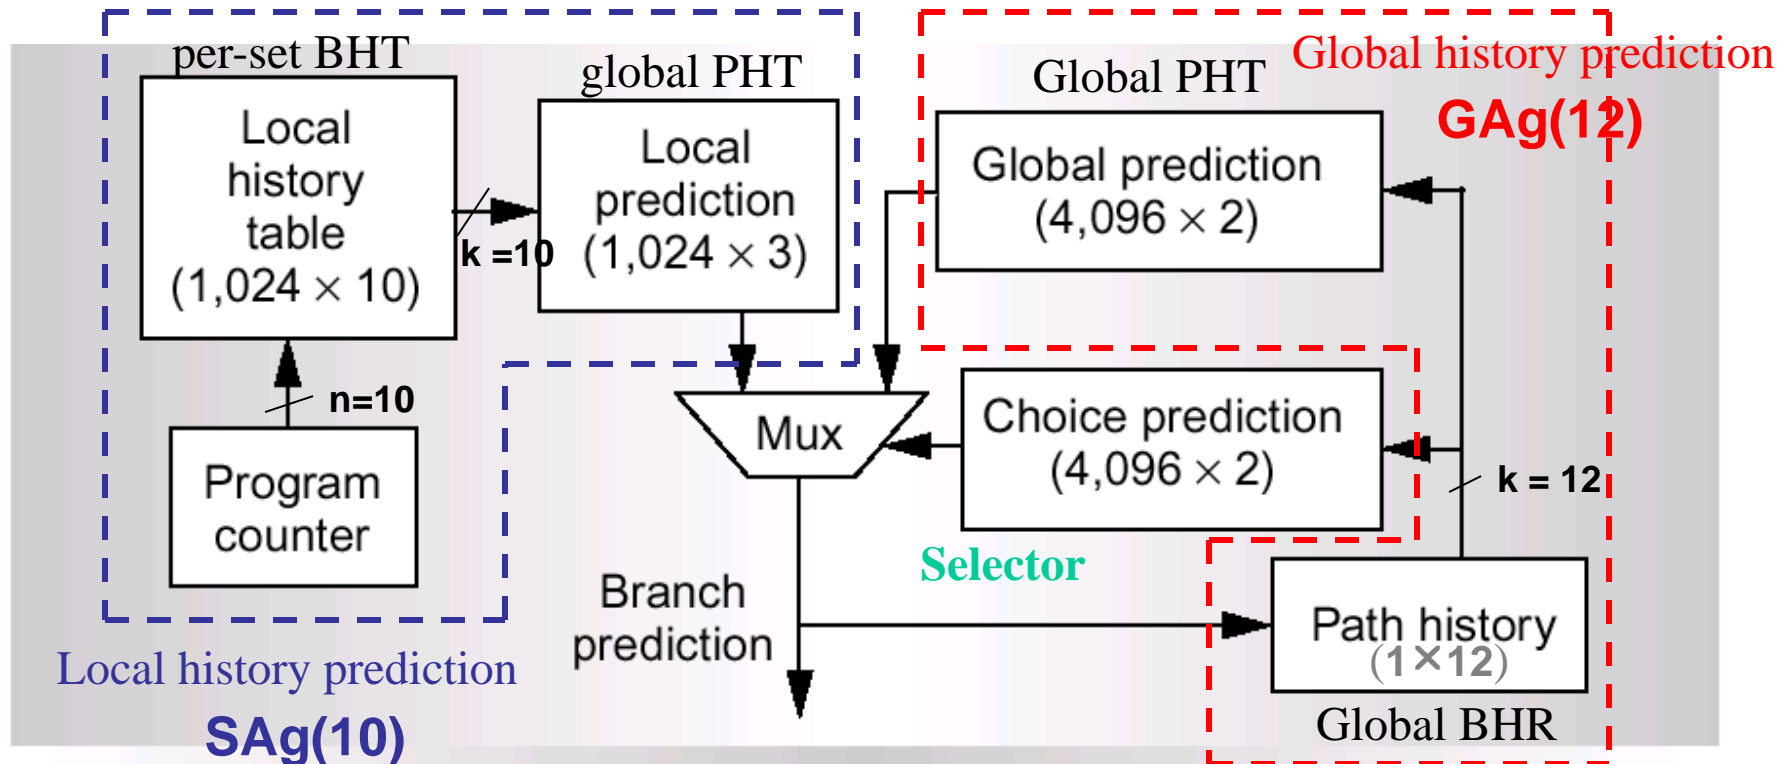 per-set BHT
Local
history
table
(1,024 × 10)
k =10
n=10
Program
counter
global PHT
Local
prediction
(1,024 × 3)
Local history prediction
SAg(10)
Global PHT
Global history prediction
GAg(12)
Global prediction
(4,096 × 2)
Mux
Choice prediction
(4,096 × 2)
k = 12
Selector
Branch
prediction
Path history
(1×12)
Global BHR